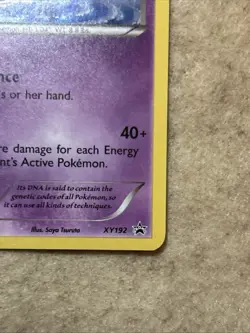 nce
s or her hand.
40+
re damage for each Energy
nt's Active Pokémon.
Its DNA is said to contain the
genetic codes of all Pokémon, so
it can use all kinds of techniques.
Illus. Saya Tsuruta
XY192